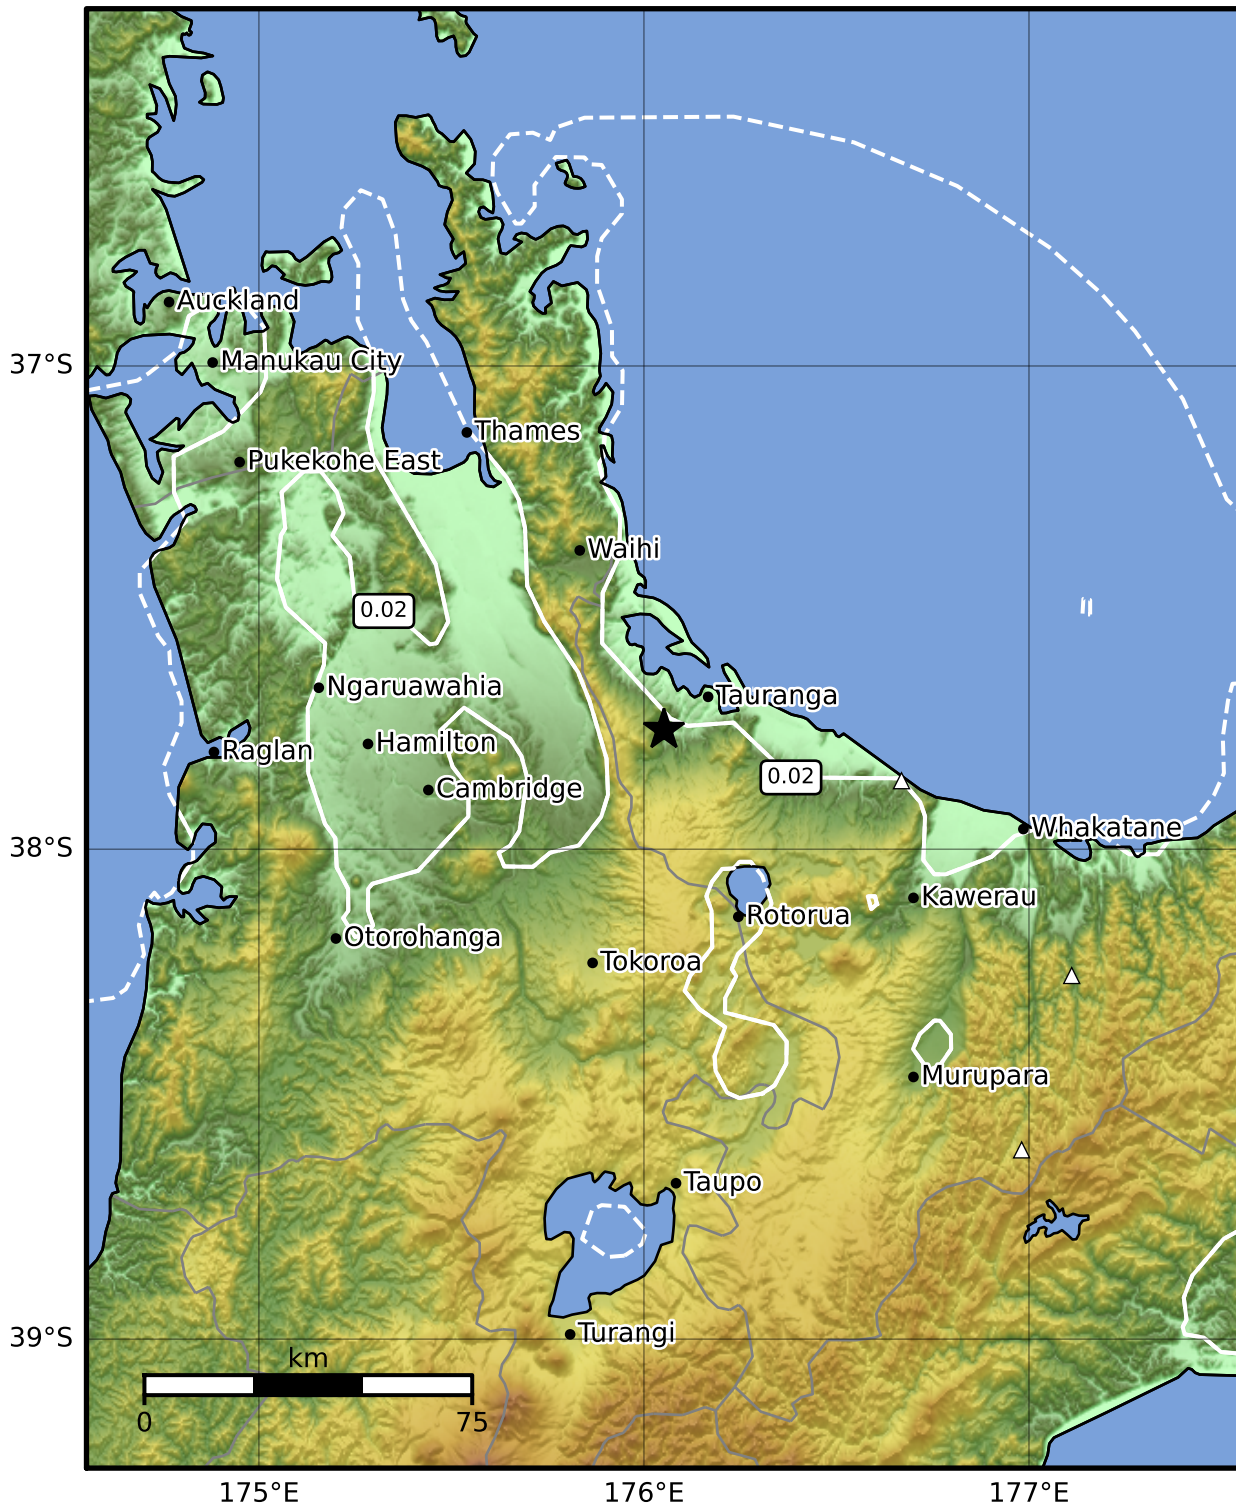 Auckland
37°S
Manukau City
Thames
Pukekohe East
Waihi
0.02
Ngaruawahia
Tauranga
Hamilton
Raglan
0.02
Cambridge
Whakatane
38°S
Kawerau
Rotorua
Otorohanga
Tokoroa
Murupara
Taupo
Turangi
39°S
km
0 75
175°E 176°E 177°E